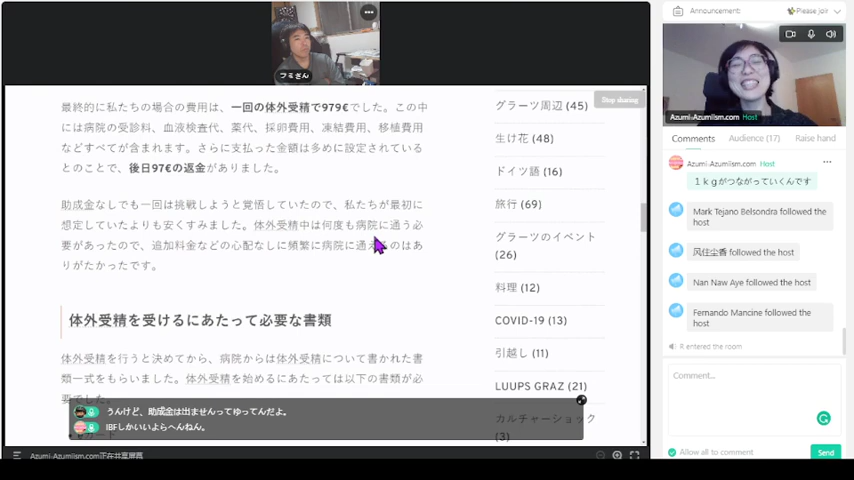 フミさん
最終的に私たちの場合の費用は、一回の体外受精で979€でした。この中
には病院の受診料、血液検査代、薬代、採卵費用、凍結費用、移植費用
などすべてが含まれます。さらに支払った金額は多めに設定されている
とのことで、後日97€の返金がありました。
助成金なしでも一回は挑戦しようと覚悟していたので、私たちが最初に
想定していたよりも安くすみました。体外受精中は何度も病院に通う必
要があったので、追加料金などの心配なしに頻繁に病院に通えるのはあ
りがたかったです。
体外受精を受けるにあたって必要な書類
体外受精を行うと決めてから、病院からは体外受精について書かれた書
類一式をもらいました。体外受精を始めるにあたっては以下の書類が必
要でした。
うんけど、助成金は出ませんってゆってんだよ。
IBFしかいいよらへんねん。
Azumi-Azumiism.com正在共享屏幕
Stop sharing
グラーツ周辺 (45)
生け花 (48)
ドイツ語 (16)
旅行 (69)
グラーツのイベント
(26)
料理 (12)
COVID-19 (13)
引越し (11)
LUUPS GRAZ (21)
カルチャーショック
(3)
Announcement:
Please joir
Azumi-Azumiism.com Host
Comments
Audience (17)
Raise hand
Azumi-Azumiism.com Host
１ｋｇがつながっていくんです
Mark Tejano Belsondra followed the
host
风住尘香 followed the host
Nan Naw Aye followed the host
Fernando Mancine followed the
host
R entered the room
Comment...
Allow all to comment
Send